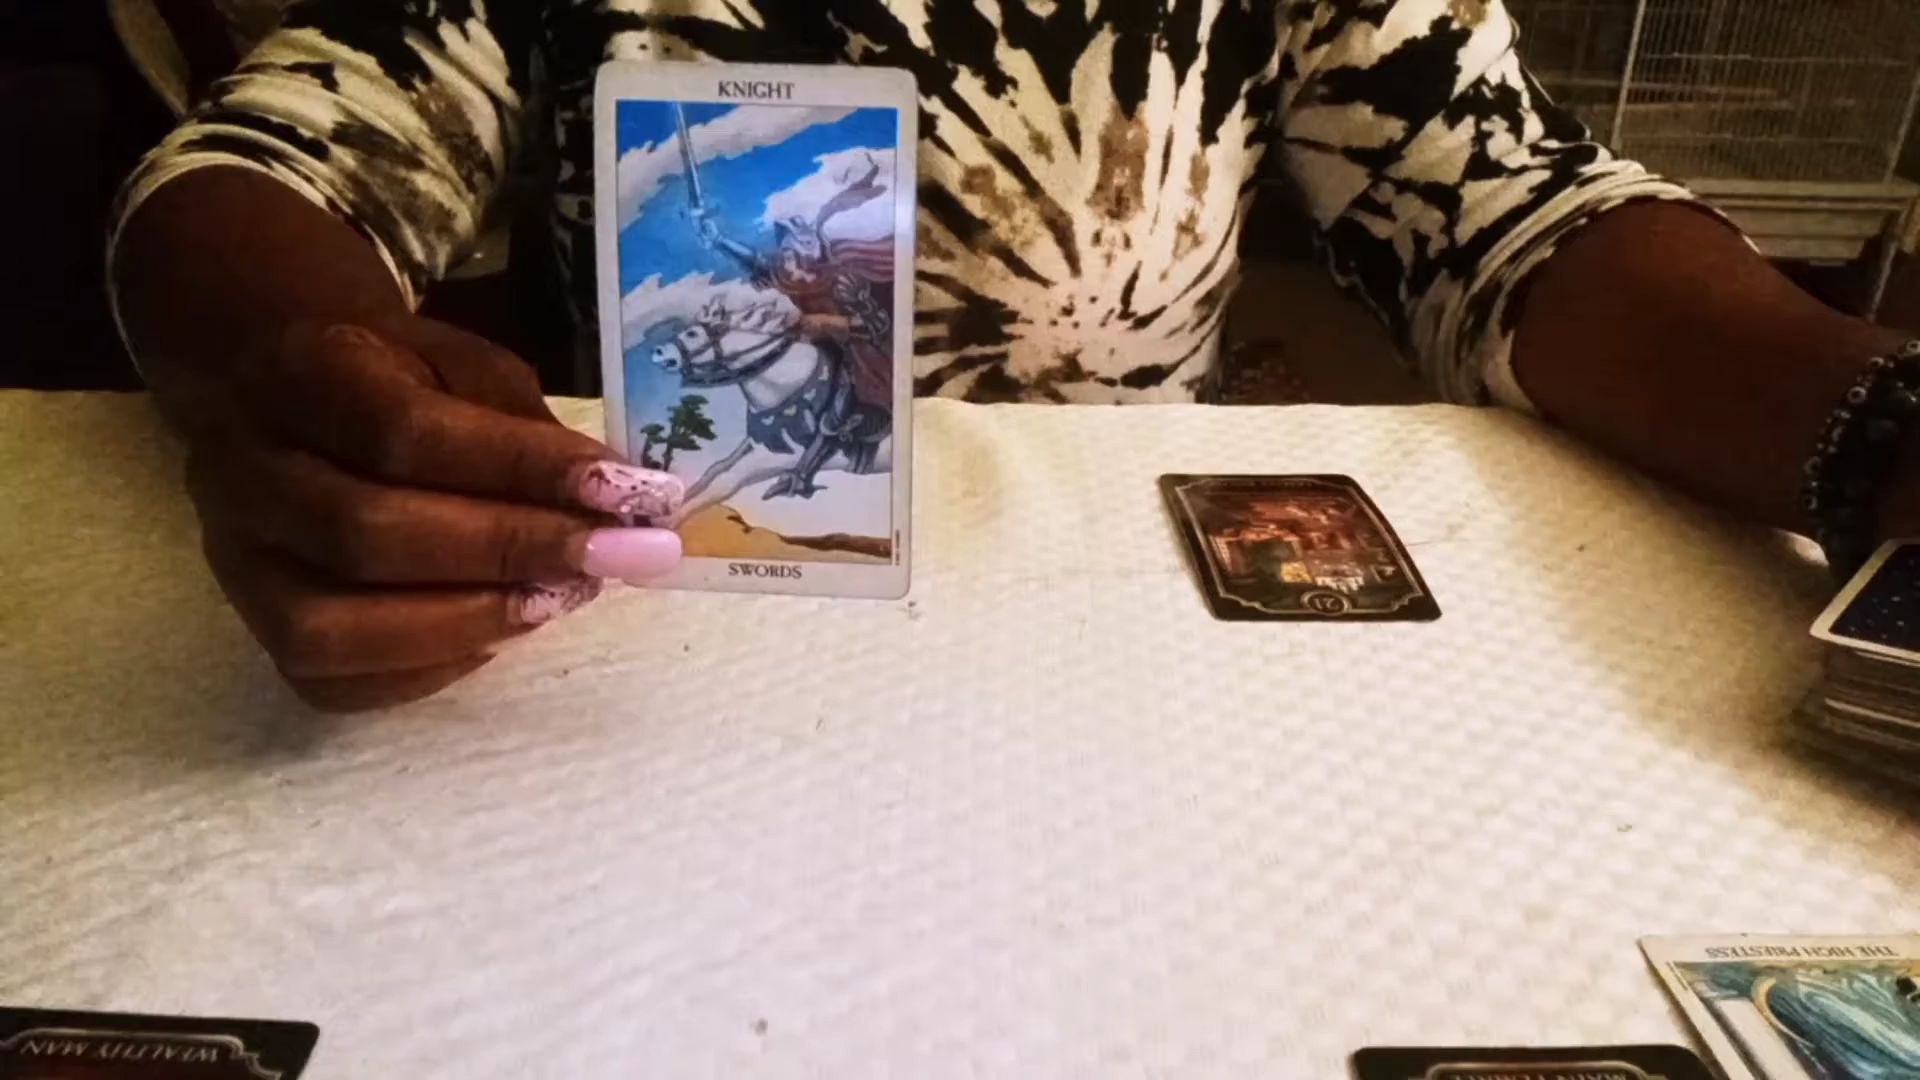 KNIGHT
SWORDS
21
THE HIGH PRIESTESS
WEALTHY MAN